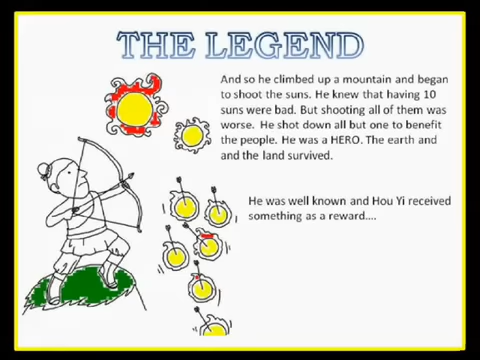 THE LEGEND
And so he climbed up a mountain and began
to shoot the suns. He knew that having 10
suns were bad. But shooting all of them was
worse. He shot down all but one to benefit
the people. He was a HERO. The earth and
and the land survived.
He was well known and Hou Yi received
something as a reward....